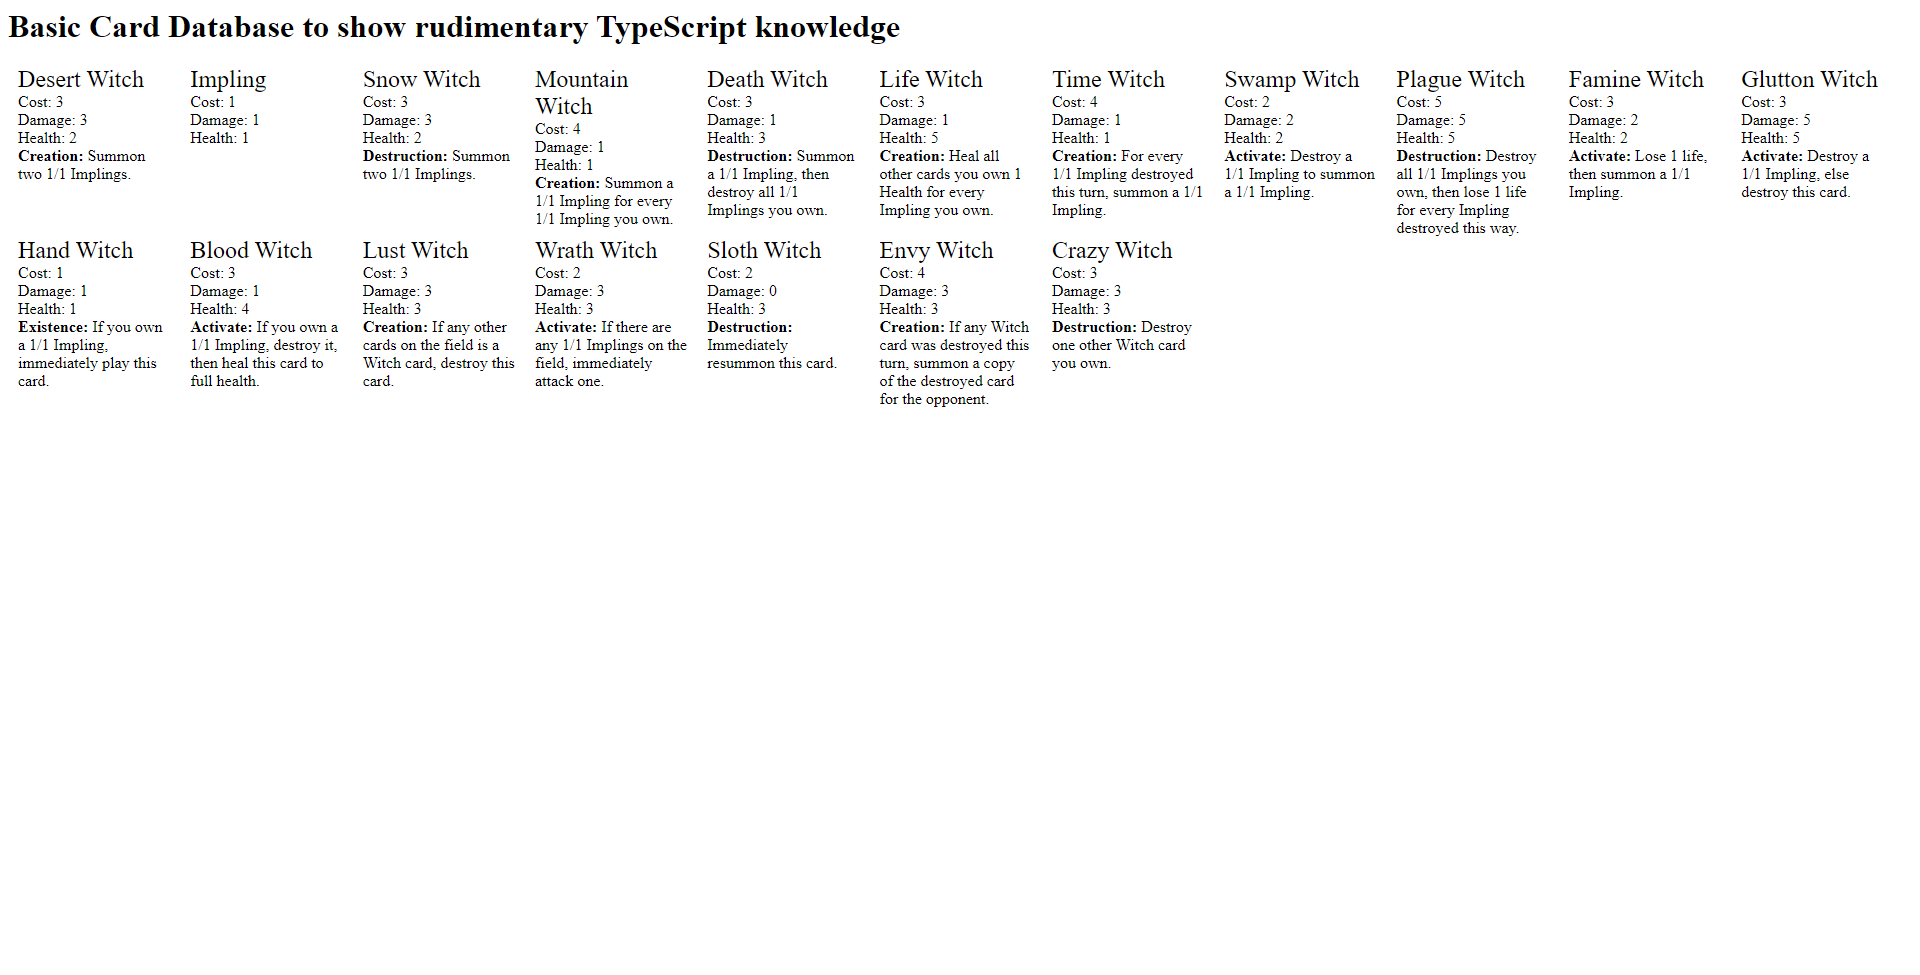 Basic Card Database to show rudimentary TypeScript knowledge
Desert Witch
Cost: 3
Damage: 3
Health: 2
Creation: Summon
two 1/1 Implings.
Impling
Cost: 1
Damage: 1
Health: 1
Snow Witch
Cost: 3
Damage: 3
Health: 2
Destruction: Summon
two 1/1 Implings.
Mountain
Witch
Cost: 4
Damage: 1
Health: 1
Creation: Summon a
1/1 Impling for every
1/1 Impling you own.
Death Witch
Cost: 3
Damage: 1
Health: 3
Destruction: Summon
a 1/1 Impling, then
destroy all 1/1
Implings you own.
Life Witch
Cost: 3
Damage: 1
Health: 5
Creation: Heal all
other cards you own 1
Health for every
Impling you own.
Time Witch
Cost: 4
Damage: 1
Health: 1
Creation: For every
1/1 Impling destroyed
this turn, summon a 1/1
Impling.
Swamp Witch
Cost: 2
Damage: 2
Health: 2
Activate: Destroy a
1/1 Impling to summon
a 1/1 Impling.
Plague Witch
Cost: 5
Damage: 5
Health: 5
Destruction: Destroy
all 1/1 Implings you
own, then lose 1 life
for every Impling
destroyed this way.
Famine Witch
Cost: 3
Damage: 2
Health: 2
Activate: Lose 1 life,
then summon a 1/1
Impling.
Glutton Witch
Cost: 3
Damage: 5
Health: 5
Activate: Destroy a
1/1 Impling, else
destroy this card.
Hand Witch
Cost: 1
Damage: 1
Health: 1
Existence: If you own
a 1/1 Impling,
immediately play this
card.
Blood Witch
Cost: 3
Damage: 1
Health: 4
Activate: If you own a
1/1 Impling, destroy it,
then heal this card to
full health.
Lust Witch
Cost: 3
Damage: 3
Health: 3
Creation: If any other
cards on the field is a
Witch card, destroy this
card.
Wrath Witch
Cost: 2
Damage: 3
Health: 3
Activate: If there are
any 1/1 Implings on the
field, immediately
attack one.
Sloth Witch
Cost: 2
Damage: 0
Health: 3
Destruction:
Immediately
resummon this card.
Envy Witch
Cost: 4
Damage: 3
Health: 3
Creation: If any Witch
card was destroyed this
turn, summon a copy
of the destroyed card
for the opponent.
Crazy Witch
Cost: 3
Damage: 3
Health: 3
Destruction: Destroy
one other Witch card
you own.